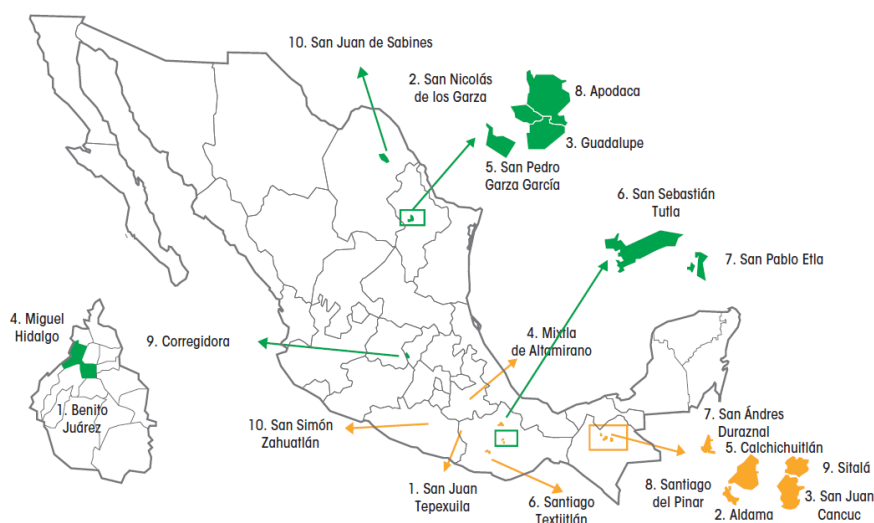 10. San Juan de Sabines
2. San Nicolás
de los Garza
8. Apodaca
3. Guadalupe
5. San Pedro
Garza García
6. San Sebastián
Tutla
7. San Pablo Etla
4. Miguel
Hidalgo
9. Corregidora
4. Mixtla
de Altamirano
1. Benito
Juárez
10. San Simón
Zahuatlán
7. San Ándres
Duraznal
5. Calchichuitlán
8. Santiago
del Pinar
9. Sitalá
3. San Juan
Cancuc
2. Aldama
1. San Juan
Tepexuila
6. Santiago
Textjitlán